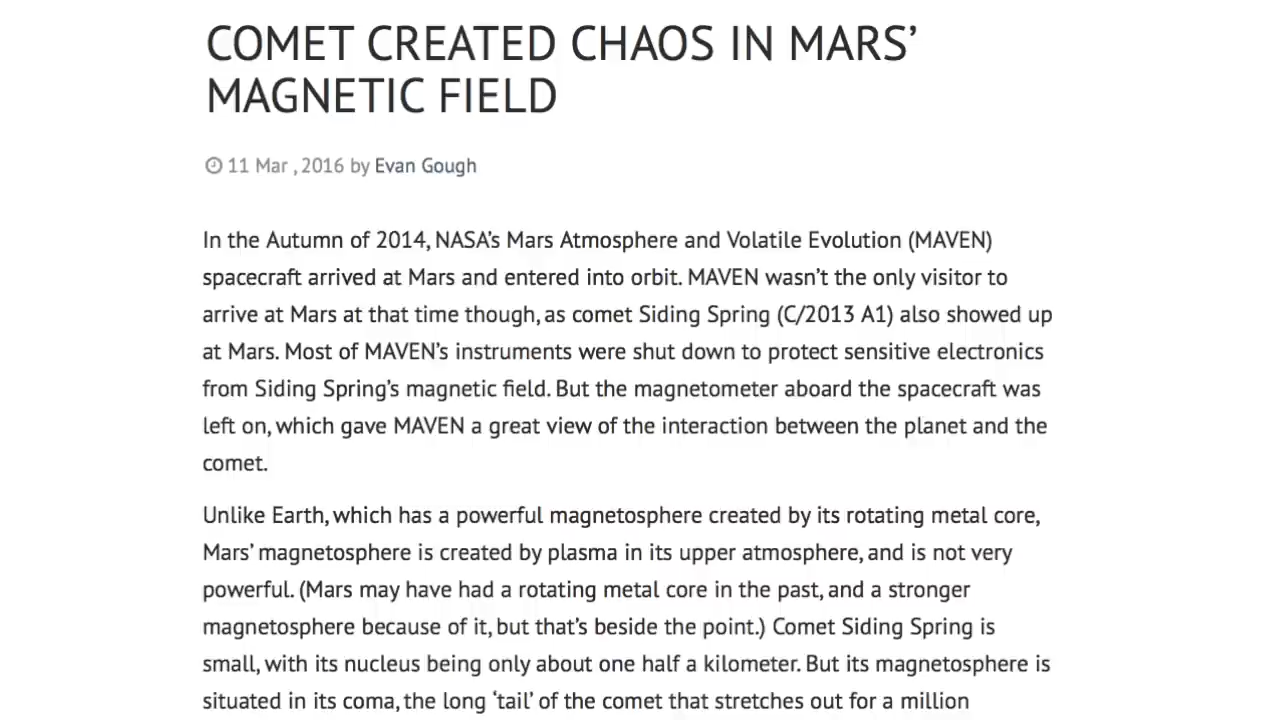 COMET CREATED CHAOS IN MARS’
MAGNETIC FIELD
11 Mar , 2016 by Evan Gough
In the Autumn of 2014, NASA’s Mars Atmosphere and Volatile Evolution (MAVEN)
spacecraft arrived at Mars and entered into orbit. MAVEN wasn’t the only visitor to
arrive at Mars at that time though, as comet Siding Spring (C/2013 A1) also showed up
at Mars. Most of MAVEN’s instruments were shut down to protect sensitive electronics
from Siding Spring’s magnetic field. But the magnetometer aboard the spacecraft was
left on, which gave MAVEN a great view of the interaction between the planet and the
comet.
Unlike Earth, which has a powerful magnetosphere created by its rotating metal core,
Mars’ magnetosphere is created by plasma in its upper atmosphere, and is not very
powerful. (Mars may have had a rotating metal core in the past, and a stronger
magnetosphere because of it, but that’s beside the point.) Comet Siding Spring is
small, with its nucleus being only about one half a kilometer. But its magnetosphere is
situated in its coma, the long ‘tail’ of the comet that stretches out for a million